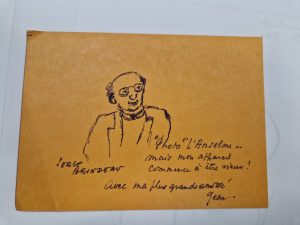 SERGE
BRINDEAU
"Photo" L'Anselme —
mais mon appareil
commence à être vieux !
avec ma plus grande amitié
Jean.